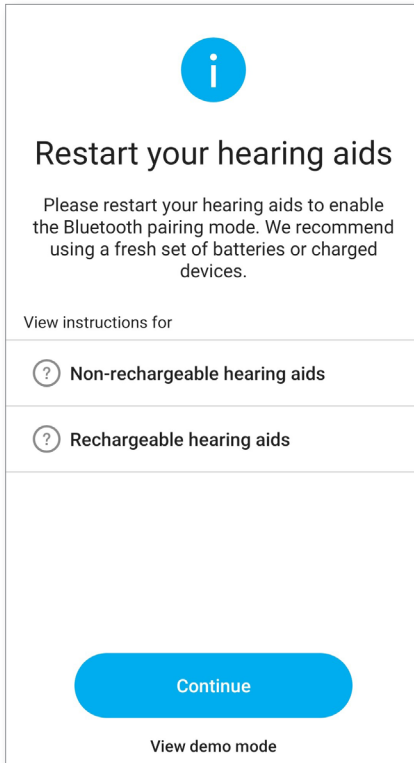 i
Restart your hearing aids
Please restart your hearing aids to enable
the Bluetooth pairing mode. We recommend
using a fresh set of batteries or charged
devices.
View instructions for
? Non-rechargeable hearing aids
? Rechargeable hearing aids
Continue
View demo mode